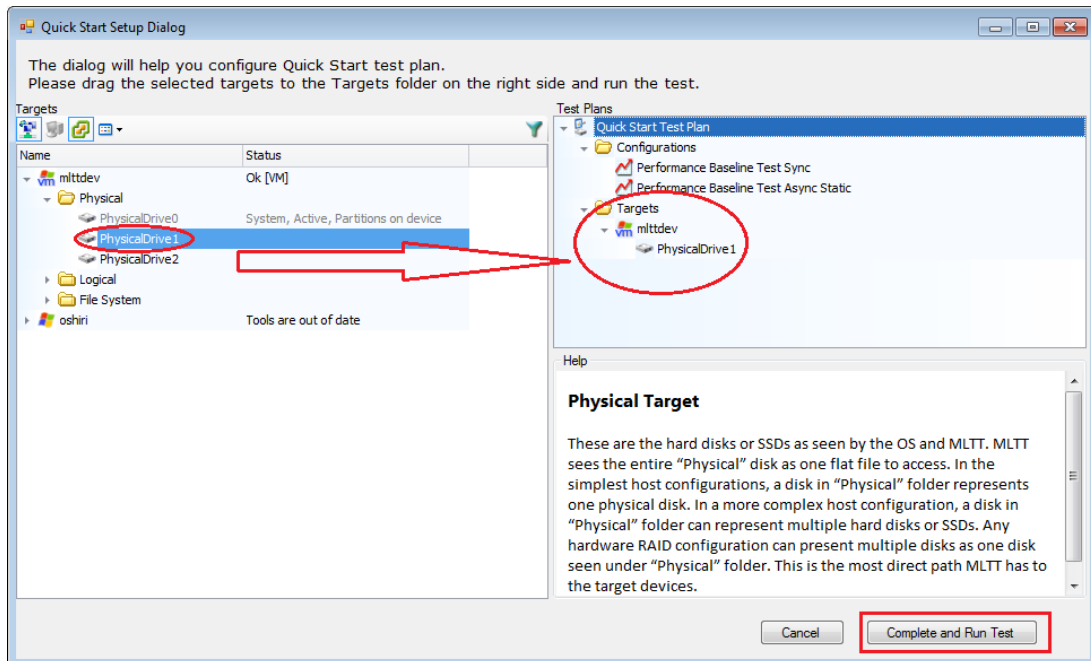 Quick Start Setup Dialog
The dialog will help you configure Quick Start test plan.
Please drag the selected targets to the Targets folder on the right side and run the test.
Targets
Name Status
mlttdev Ok [VM]
Physical
PhysicalDrive0 System, Active, Partitions on device
PhysicalDrive1
PhysicalDrive2
Logical
File System
oshiri Tools are out of date
Test Plans
Quick Start Test Plan
Configurations
Performance Baseline Test Sync
Performance Baseline Test Async Static
Targets
vm mlttdev
PhysicalDrive1
Help
Physical Target
These are the hard disks or SSDs as seen by the OS and MLTT. MLTT
sees the entire “Physical” disk as one flat file to access. In the
simplest host configurations, a disk in “Physical” folder represents
one physical disk. In a more complex host configuration, a disk in
“Physical” folder can represent multiple hard disks or SSDs. Any
hardware RAID configuration can present multiple disks as one disk
seen under “Physical” folder. This is the most direct path MLTT has to
the target devices.
Cancel Complete and Run Test